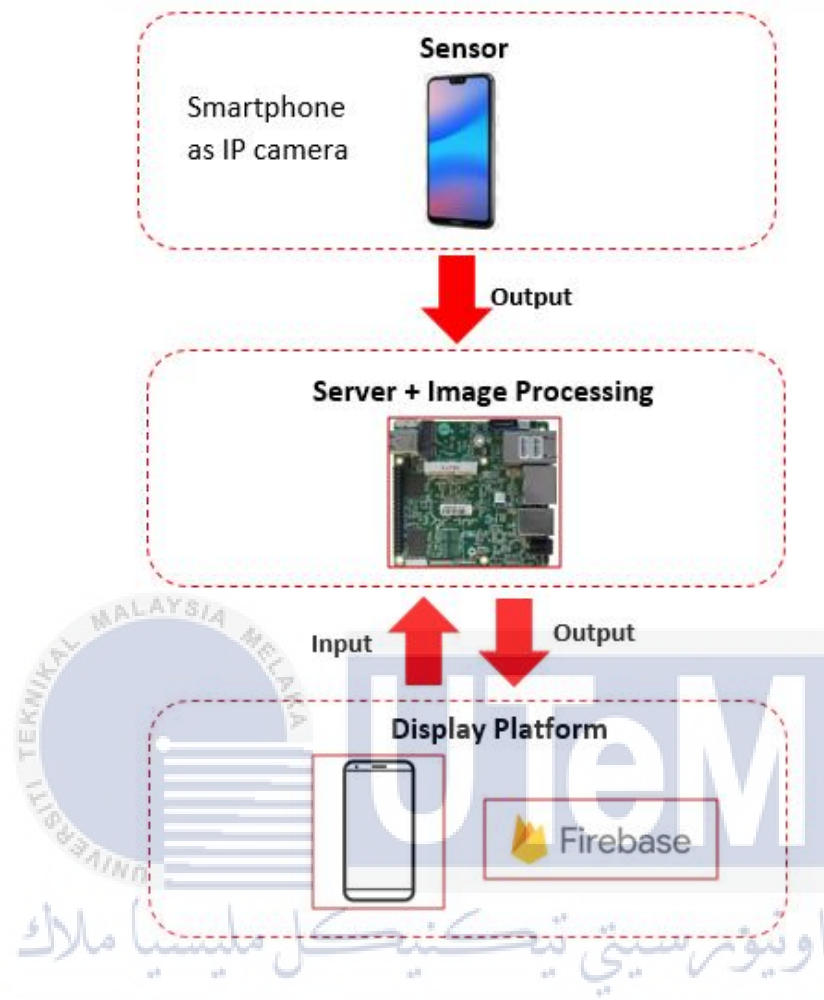 Sensor
Smartphone
as IP camera
Output
Server + Image Processing
Input
Output
Display Platform
Firebase
UTeM
UNIVERSITI TEKNIKAL MALAYSIA MELAKA
اونيۏرسيتي تيكنيكل مليسيا ملاك